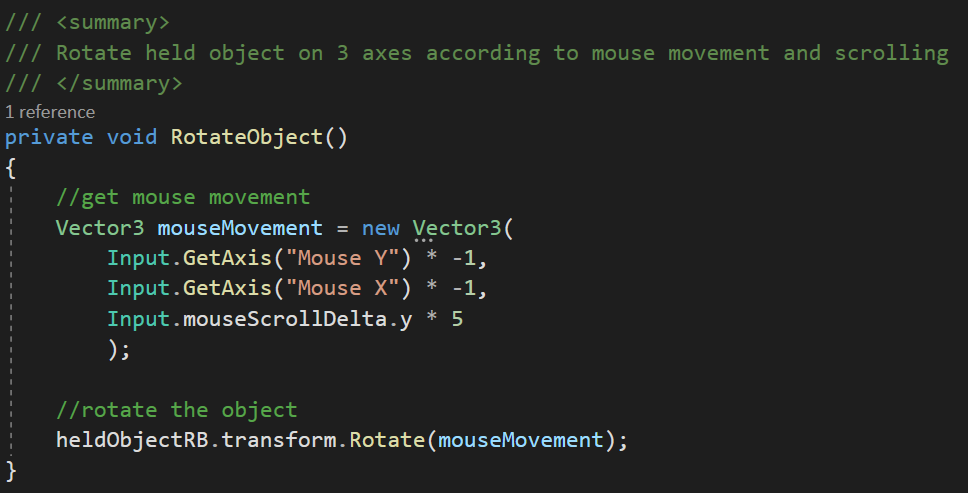 /// <summary>
/// Rotate held object on 3 axes according to mouse movement and scrolling
/// </summary>
1 reference
private void RotateObject()
{
    //get mouse movement
    Vector3 mouseMovement = new Vector3(
        Input.GetAxis("Mouse Y") * -1,
        Input.GetAxis("Mouse X") * -1,
        Input.mouseScrollDelta.y * 5
        );

    //rotate the object
    heldObjectRB.transform.Rotate(mouseMovement);
}